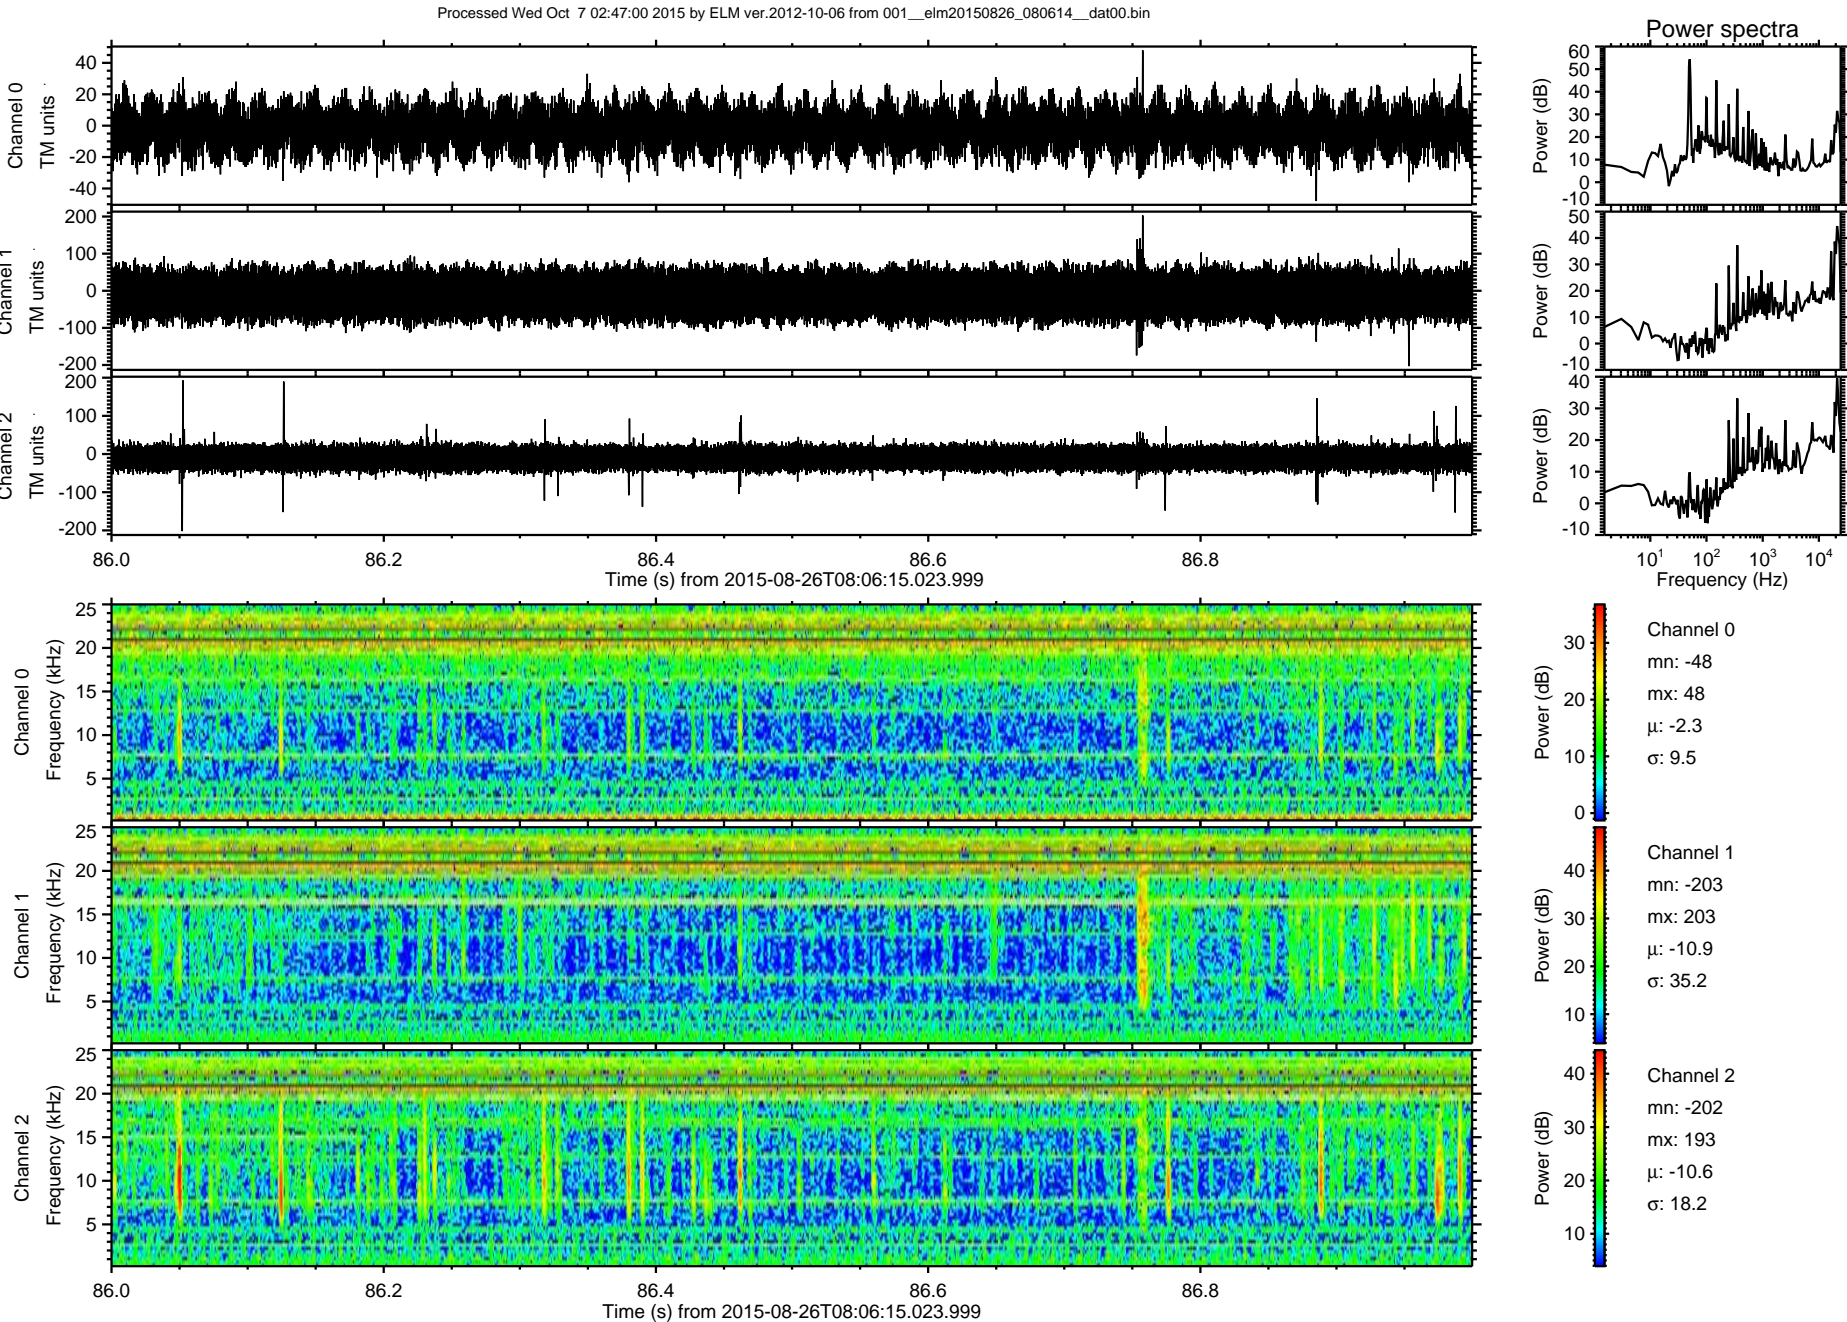 Processed Wed Oct  7 02:47:00 2015 by ELM ver.2012-10-06 from 001__elm20150826_080614__dat00.bin
Power spectra
Channel 0
TM units
40
20
0
-20
-40
Power (dB)
60
50
40
30
20
10
0
-10
Channel 1
TM units
200
100
0
-100
-200
Power (dB)
50
40
30
20
10
0
-10
Channel 2
TM units
200
100
0
-100
-200
Power (dB)
40
30
20
10
0
-10
86.0 86.2 86.4 86.6 86.8
Time (s) from 2015-08-26T08:06:15.023.999
10¹ 10² 10³ 10⁴
Frequency (Hz)
Channel 0
Frequency (kHz)
25
20
15
10
5
Power (dB)
30
20
10
0
Channel 0
mn: -48
mx: 48
μ: -2.3
σ: 9.5
Channel 1
Frequency (kHz)
25
20
15
10
5
Power (dB)
40
30
20
10
Channel 1
mn: -203
mx: 203
μ: -10.9
σ: 35.2
Channel 2
Frequency (kHz)
25
20
15
10
5
Power (dB)
40
30
20
10
Channel 2
mn: -202
mx: 193
μ: -10.6
σ: 18.2
86.0 86.2 86.4 86.6 86.8
Time (s) from 2015-08-26T08:06:15.023.999